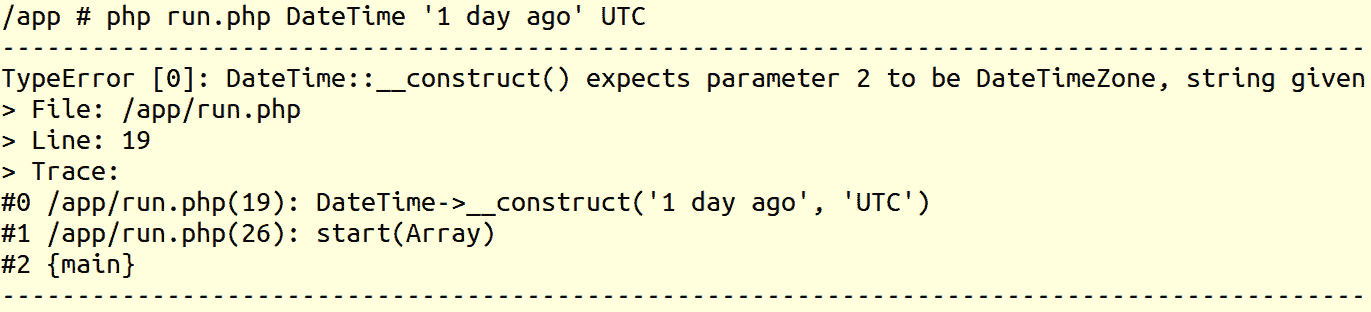 /app # php run.php DateTime '1 day ago' UTC
-------------------------------------------------------------------------------------------
TypeError [0]: DateTime::__construct() expects parameter 2 to be DateTimeZone, string given
> File: /app/run.php
> Line: 19
> Trace:
#0 /app/run.php(19): DateTime->__construct('1 day ago', 'UTC')
#1 /app/run.php(26): start(Array)
#2 {main}
-------------------------------------------------------------------------------------------